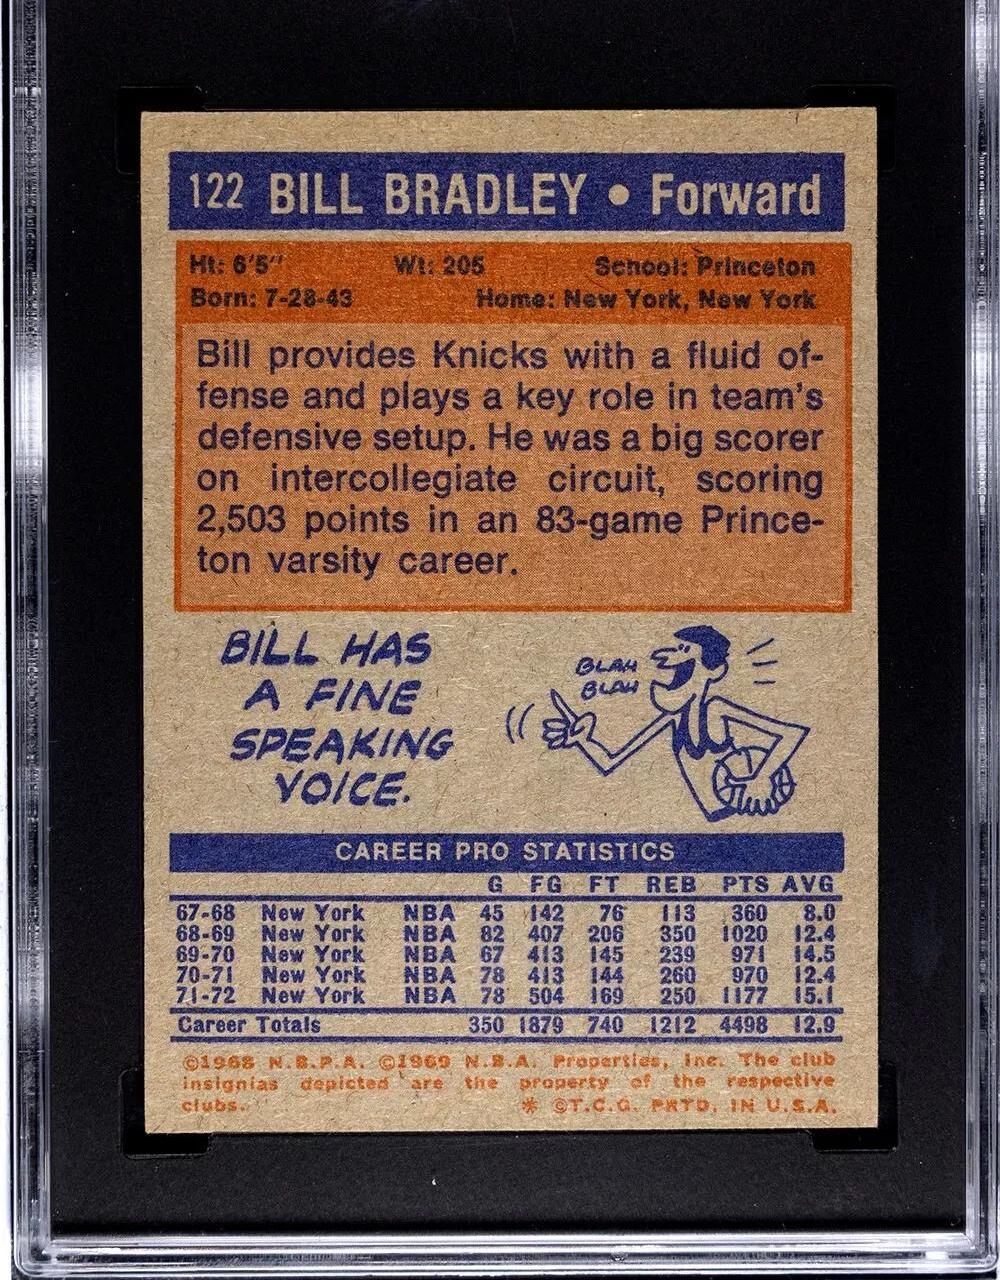 122 BILL BRADLEY • Forward
Ht: 6'5" Wt: 205 School: Princeton
Born: 7-28-43 Home: New York, New York
Bill provides Knicks with a fluid of-
fense and plays a key role in team's
defensive setup. He was a big scorer
on intercollegiate circuit, scoring
2,503 points in an 83-game Prince-
ton varsity career.
BILL HAS
A FINE
SPEAKING
VOICE.
BLAH
BLAH
CAREER PRO STATISTICS
G FG FT REB PTS AVG
67-68 New York NBA 45 142 76 113 360 8.0
68-69 New York NBA 82 407 206 350 1020 12.4
69-70 New York NBA 67 413 145 239 971 14.5
70-71 New York NBA 78 413 144 260 970 12.4
71-72 New York NBA 78 504 169 250 1177 15.1
Career Totals 350 1879 740 1212 4498 12.9
©1968 N.B.P.A. ©1969 N.B.A. Properties, Inc. The club
insignias depicted are the property of the respective
clubs. * ©T.C.G. PRTD. IN U.S.A.